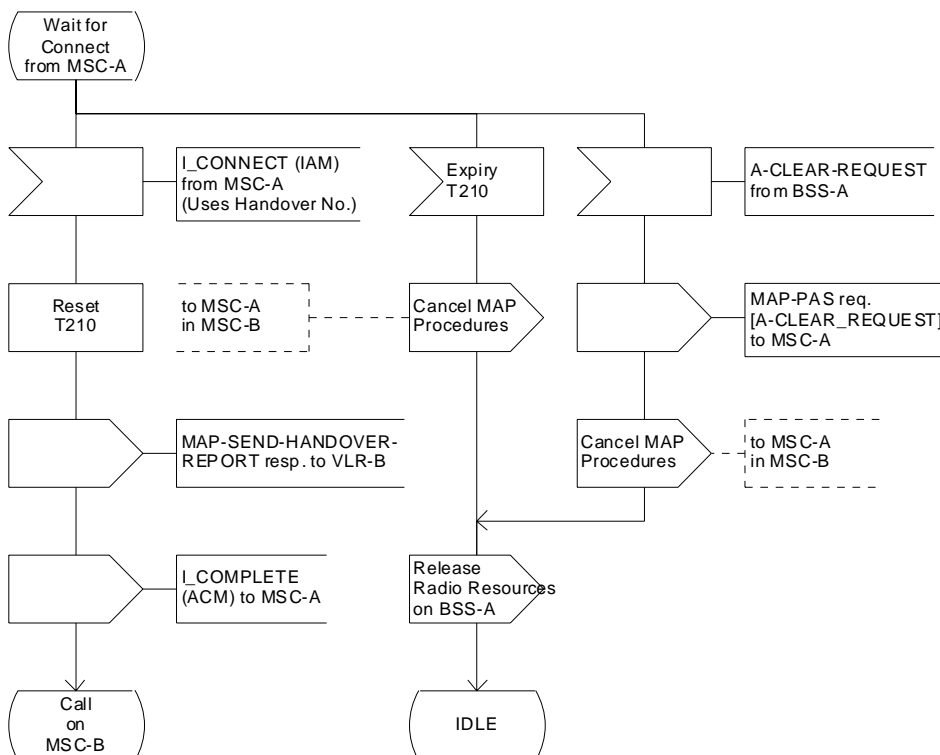 Wait for
Connect
from MSC-A
I_CONNECT (IAM)
from MSC-A
(Uses Handover No.)
Expiry
T210
A-CLEAR-REQUEST
from BSS-A
Reset
T210
to MSC-A
in MSC-B
Cancel MAP
Procedures
MAP-PAS req.
[A-CLEAR_REQUEST]
to MSC-A
MAP-SEND-HANDOVER-
REPORT resp. to VLR-B
Cancel MAP
Procedures
to MSC-A
in MSC-B
I_COMPLETE
(ACM) to MSC-A
Release
Radio Resources
on BSS-A
Call
on
MSC-B
IDLE